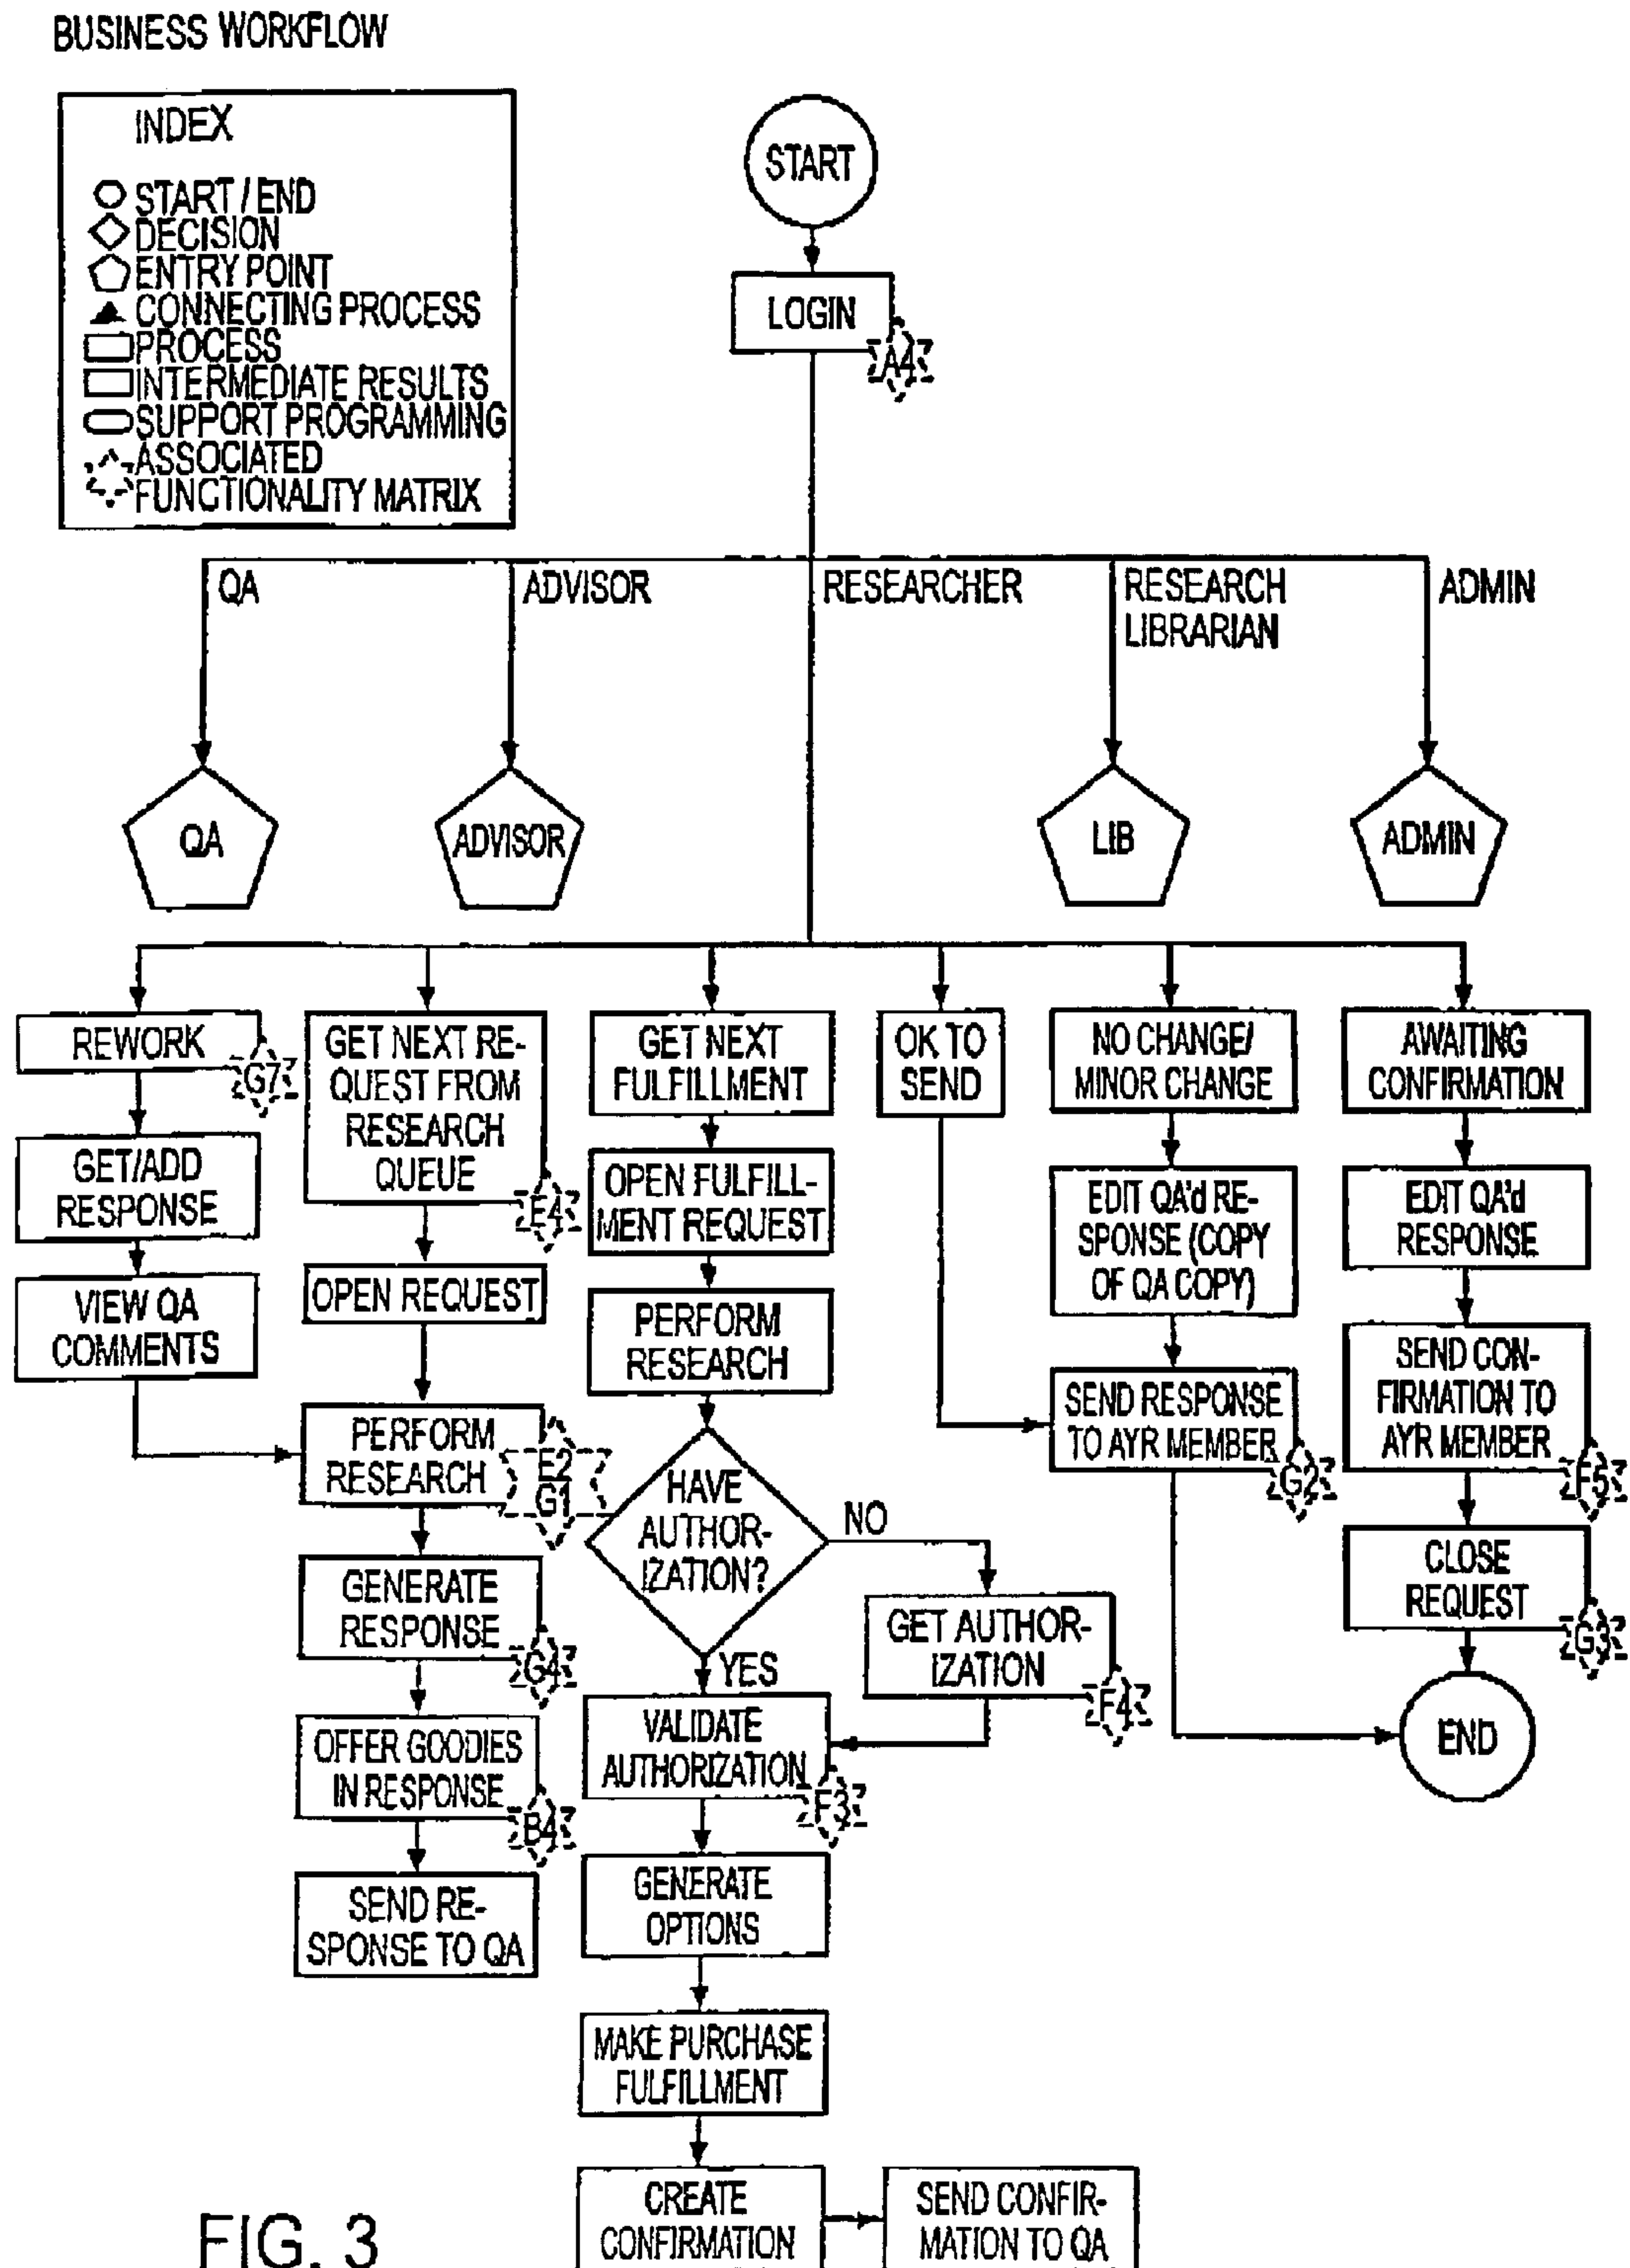 BUSINESS WORKFLOW
INDEX
START / END
DECISION
ENTRY POINT
CONNECTING PROCESS
PROCESS
INTERMEDIATE RESULTS
SUPPORT PROGRAMMING
ASSOCIATED
FUNCTIONALITY MATRIX
START
LOGIN
A4
QA
ADVISOR
RESEARCHER
RESEARCH
LIBRARIAN
ADMIN
QA
ADVISOR
LIB
ADMIN
REWORK
G7
GET/ADD
RESPONSE
VIEW QA
COMMENTS
GET NEXT RE-
QUEST FROM
RESEARCH
QUEUE
E4
OPEN REQUEST
PERFORM
RESEARCH
E2
G1
GENERATE
RESPONSE
G4
OFFER GOODIES
IN RESPONSE
B4
SEND RE-
SPONSE TO QA
GET NEXT
FULFILLMENT
OPEN FULFILL-
MENT REQUEST
PERFORM
RESEARCH
HAVE
AUTHOR-
IZATION?
NO
YES
GET AUTHOR-
IZATION
F4
VALIDATE
AUTHORIZATION
F3
GENERATE
OPTIONS
MAKE PURCHASE
FULFILLMENT
CREATE
CONFIRMATION
SEND CONFIR-
MATION TO QA
OK TO
SEND
NO CHANGE/
MINOR CHANGE
EDIT QA'd RE-
SPONSE (COPY
OF QA COPY)
SEND RESPONSE
TO AYR MEMBER
G2
AWAITING
CONFIRMATION
EDIT QA'd
RESPONSE
SEND CON-
FIRMATION TO
AYR MEMBER
F5
CLOSE
REQUEST
G3
END
FIG. 3